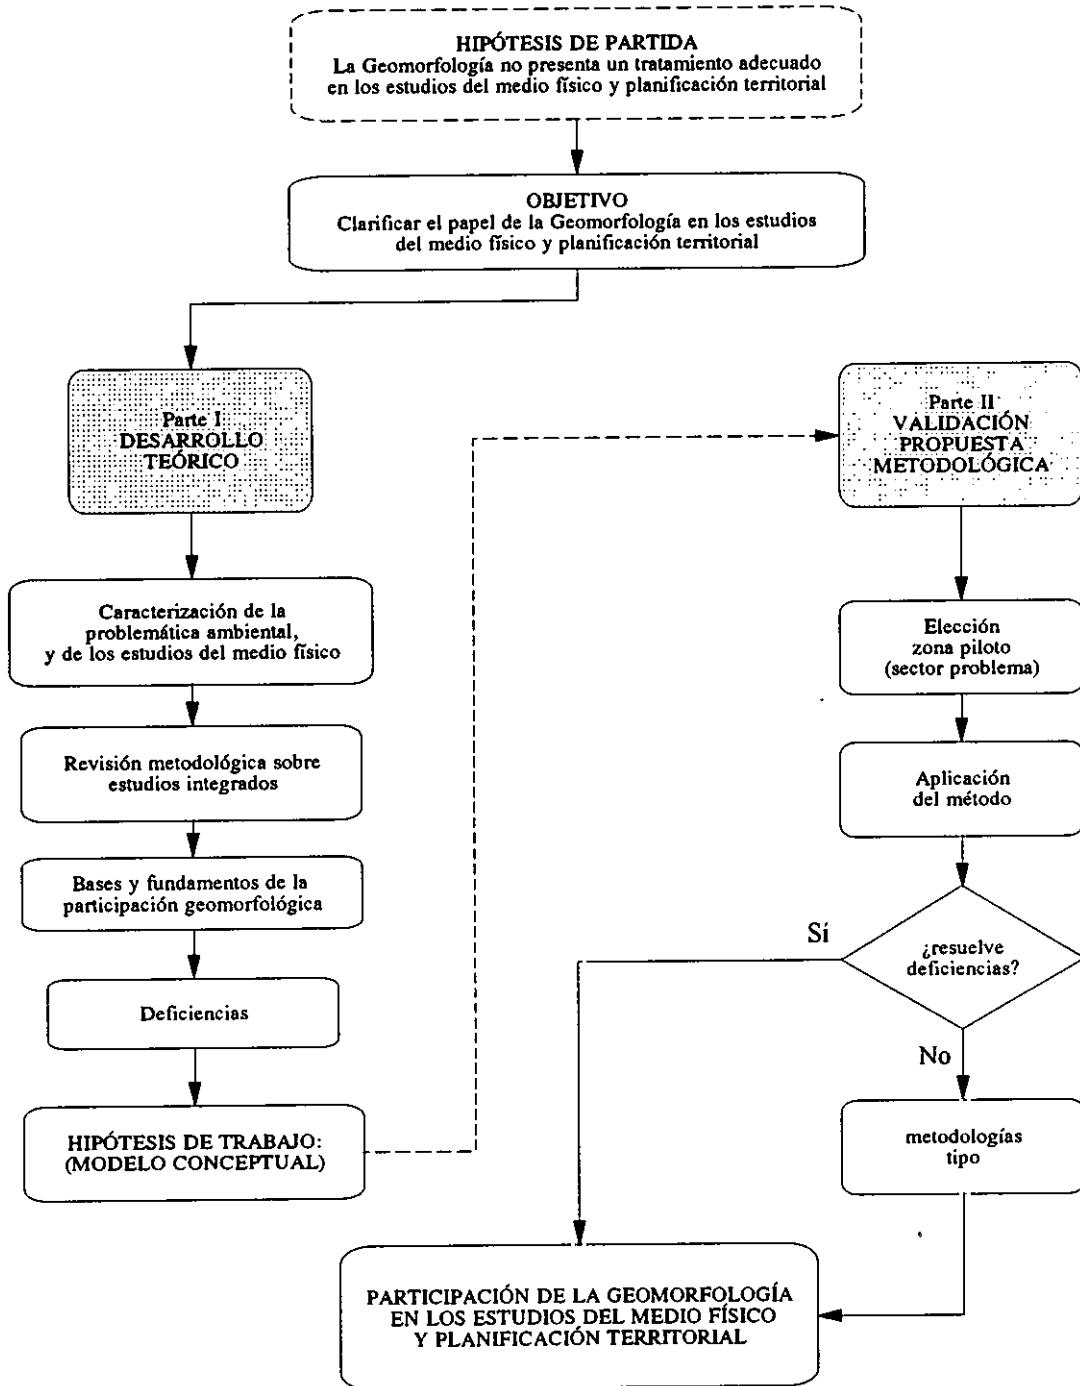 HIPÓTESIS DE PARTIDA
La Geomorfología no presenta un tratamiento adecuado
en los estudios del medio físico y planificación territorial
OBJETIVO
Clarificar el papel de la Geomorfología en los estudios
del medio físico y planificación territorial
Parte I
DESARROLLO
TEÓRICO
Caracterización de la
problemática ambiental,
y de los estudios del medio físico
Revisión metodológica sobre
estudios integrados
Bases y fundamentos de la
participación geomorfológica
Deficiencias
HIPÓTESIS DE TRABAJO:
(MODELO CONCEPTUAL)
Parte II
VALIDACIÓN
PROPUESTA
METODOLÓGICA
Elección
zona piloto
(sector problema)
Aplicación
del método
¿resuelve
deficiencias?
Sí
No
metodologías
tipo
PARTICIPACIÓN DE LA GEOMORFOLOGÍA
EN LOS ESTUDIOS DEL MEDIO FÍSICO
Y PLANIFICACIÓN TERRITORIAL